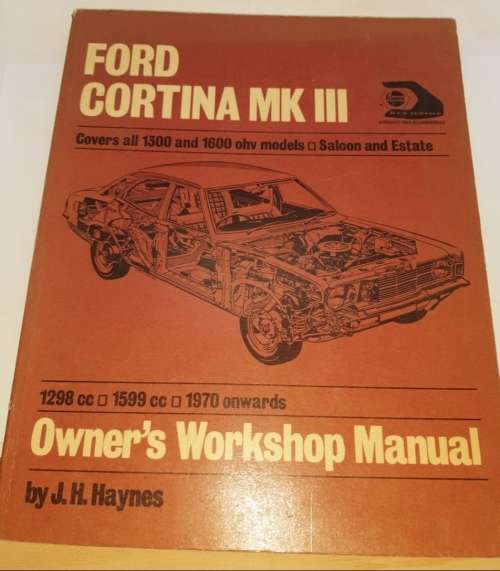 FORD
CORTINA MK III
Covers all 1300 and 1600 ohv models □ Saloon and Estate
1298 cc □ 1599 cc □ 1970 onwards
Owner's Workshop Manual
by J. H. Haynes